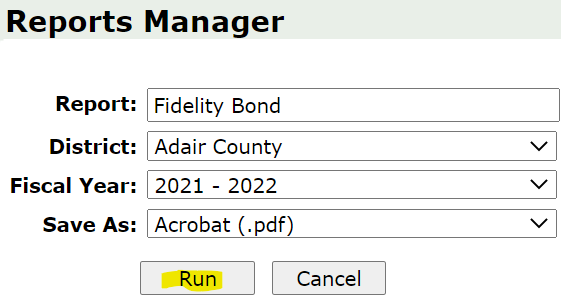 Reports Manager
Report: Fidelity Bond
District: Adair County
Fiscal Year: 2021 - 2022
Save As: Acrobat (.pdf)
Run Cancel